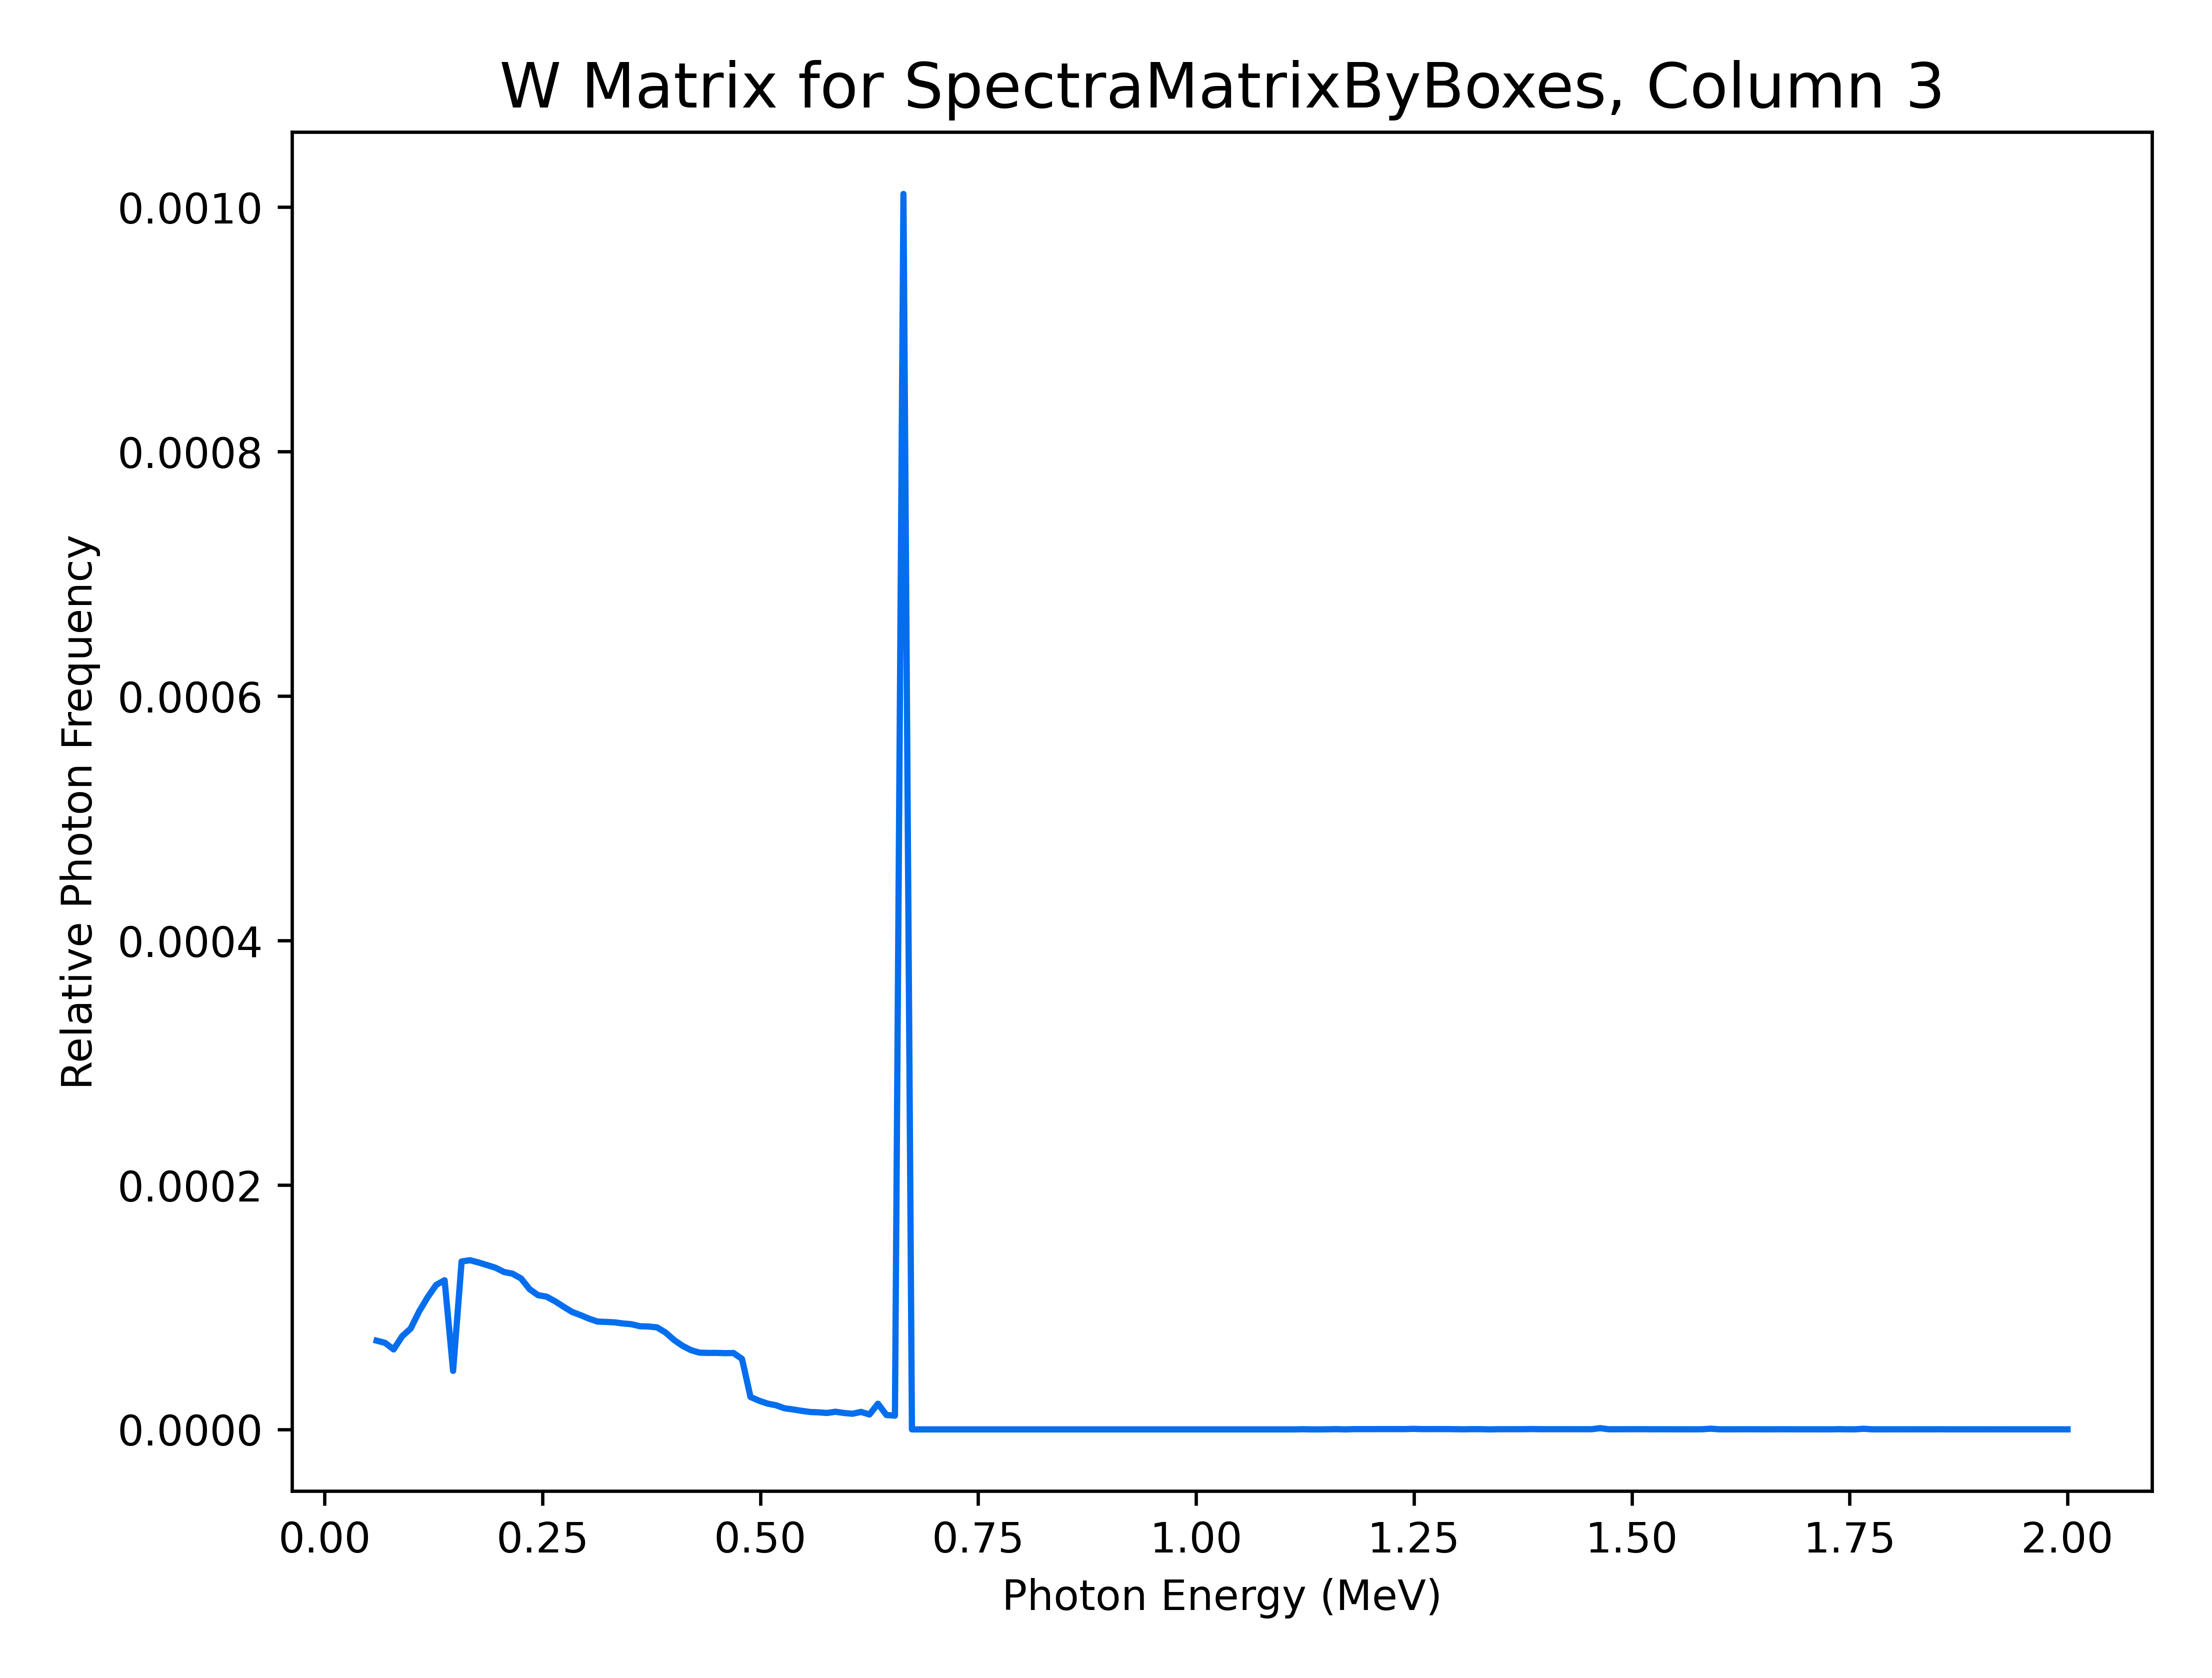 W Matrix for SpectraMatrixByBoxes, Column 3
0.0010
0.0008
0.0006
0.0004
0.0002
0.0000
Relative Photon Frequency
0.00 0.25 0.50 0.75 1.00 1.25 1.50 1.75 2.00
Photon Energy (MeV)